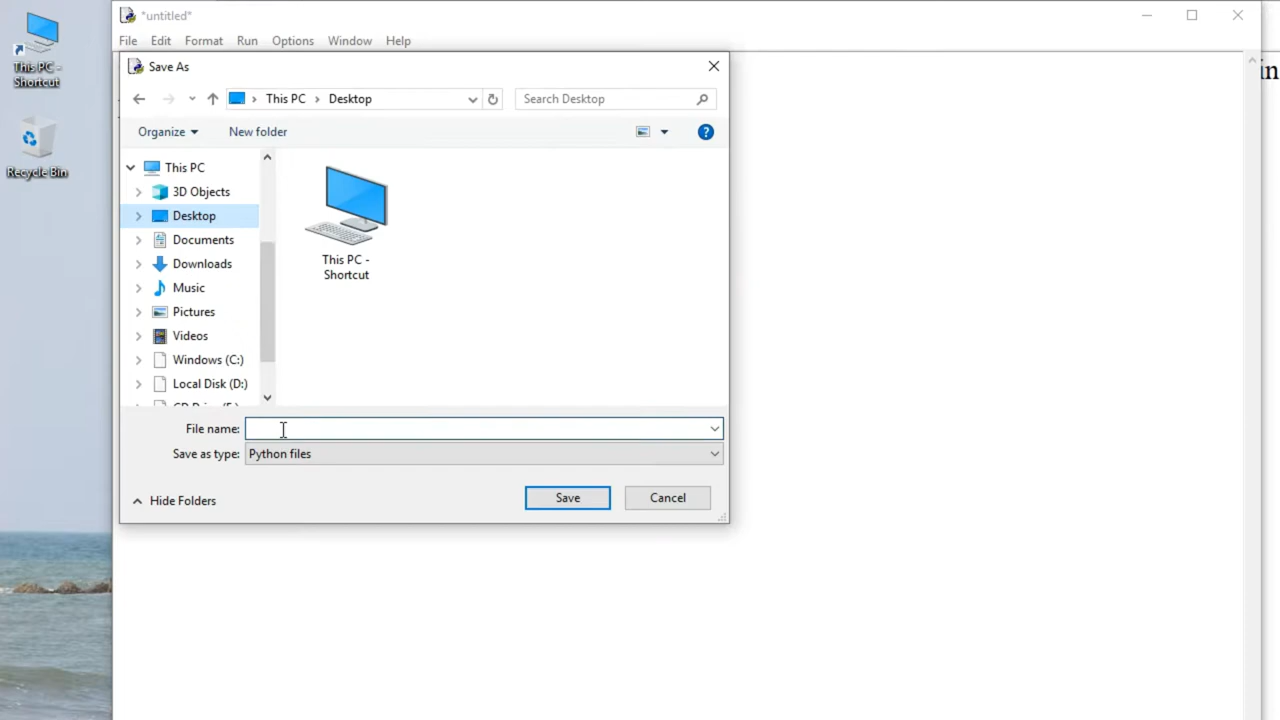 This PC -
Shortcut
Recycle Bin
*untitled*
File Edit Format Run Options Window Help
in
Save As
This PC Desktop
Search Desktop
Organize New folder
This PC
3D Objects
Desktop
Documents
Downloads
Music
Pictures
Videos
Windows (C:)
Local Disk (D:)
This PC -
Shortcut
File name:
Save as type: Python files
Hide Folders
Save Cancel